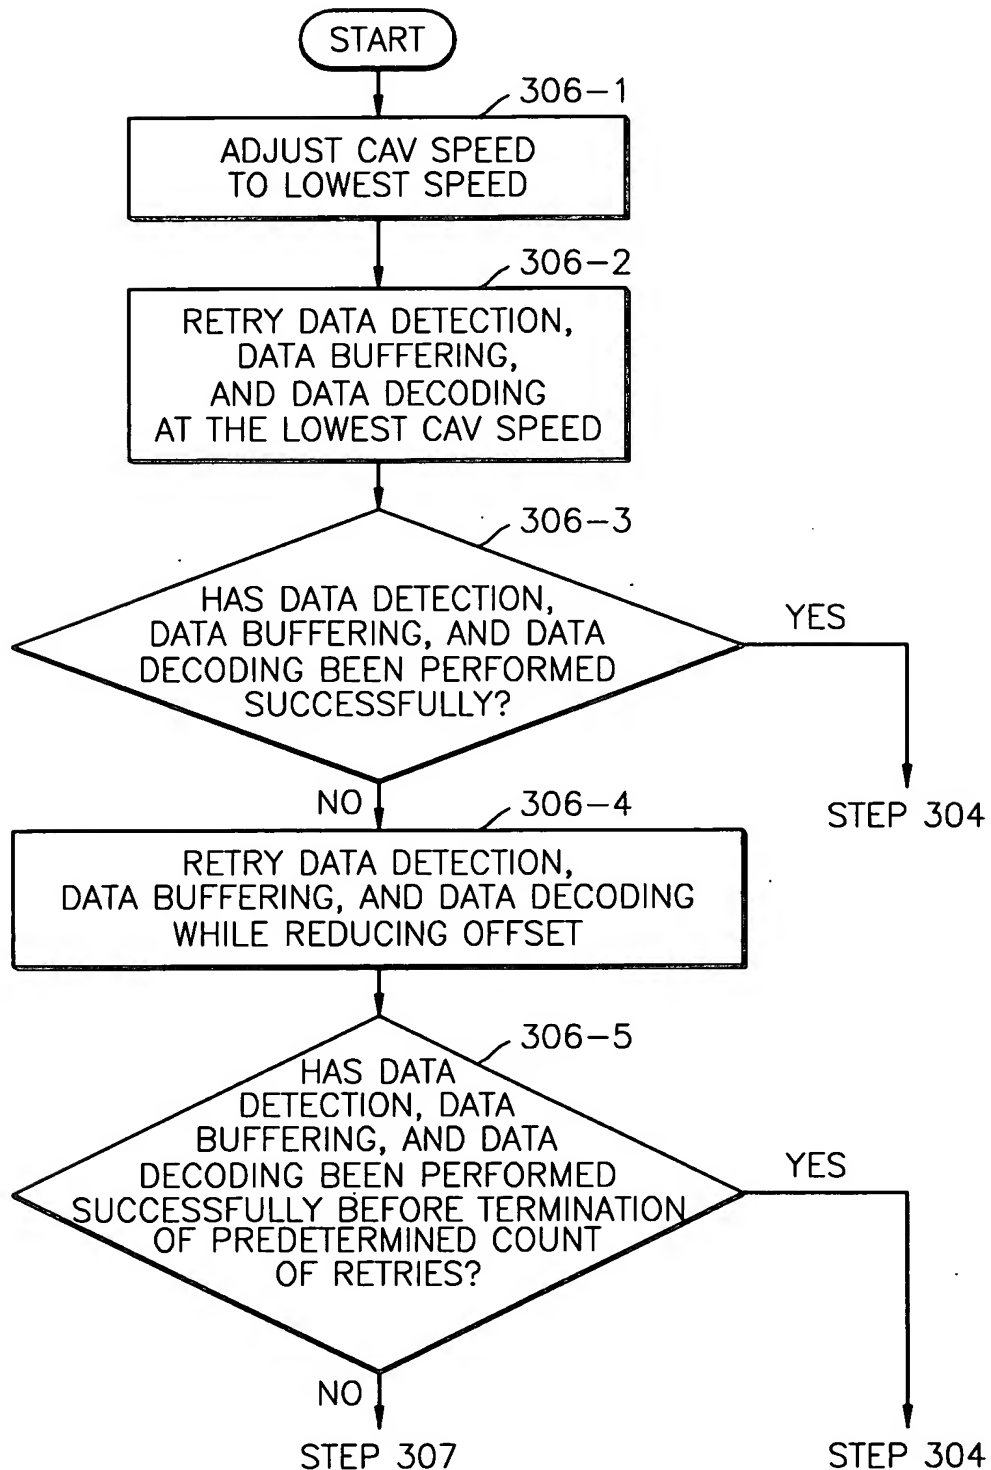 START
306-1
ADJUST CAV SPEED
TO LOWEST SPEED
306-2
RETRY DATA DETECTION,
DATA BUFFERING,
AND DATA DECODING
AT THE LOWEST CAV SPEED
306-3
HAS DATA DETECTION,
DATA BUFFERING, AND DATA
DECODING BEEN PERFORMED
SUCCESSFULLY?
YES
STEP 304
NO
306-4
RETRY DATA DETECTION,
DATA BUFFERING, AND DATA DECODING
WHILE REDUCING OFFSET
306-5
HAS DATA
DETECTION, DATA
BUFFERING, AND DATA
DECODING BEEN PERFORMED
SUCCESSFULLY BEFORE TERMINATION
OF PREDETERMINED COUNT
OF RETRIES?
YES
NO
STEP 307
STEP 304